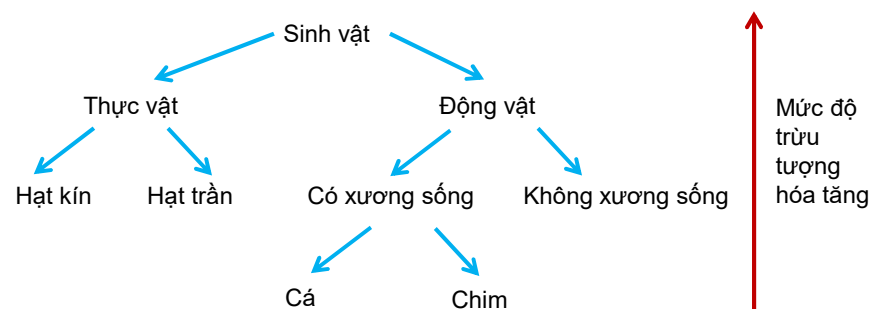 Sinh vật
Thực vật
Động vật
Mức độ
trừu
tượng
hóa tăng
Hạt kín
Hạt trần
Có xương sống
Không xương sống
Cá
Chim